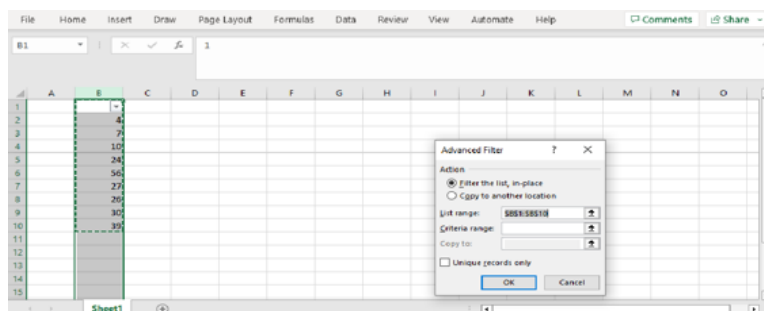 File Home Insert Draw Page Layout Formulas Data Review View Automate Help Comments Share
B1 fx 1
A B C D E F G H I J K L M N O
1
2 4
3 7
4 10
5 24
6 56
7 27
8 26
9 30
10 39
11
12
13
14
15
Advanced Filter ? ×
Action
Filter the list, in-place
Copy to another location
List range: $B$1:$B$10
Criteria range:
Copy to:
Unique records only
OK Cancel
Sheet1